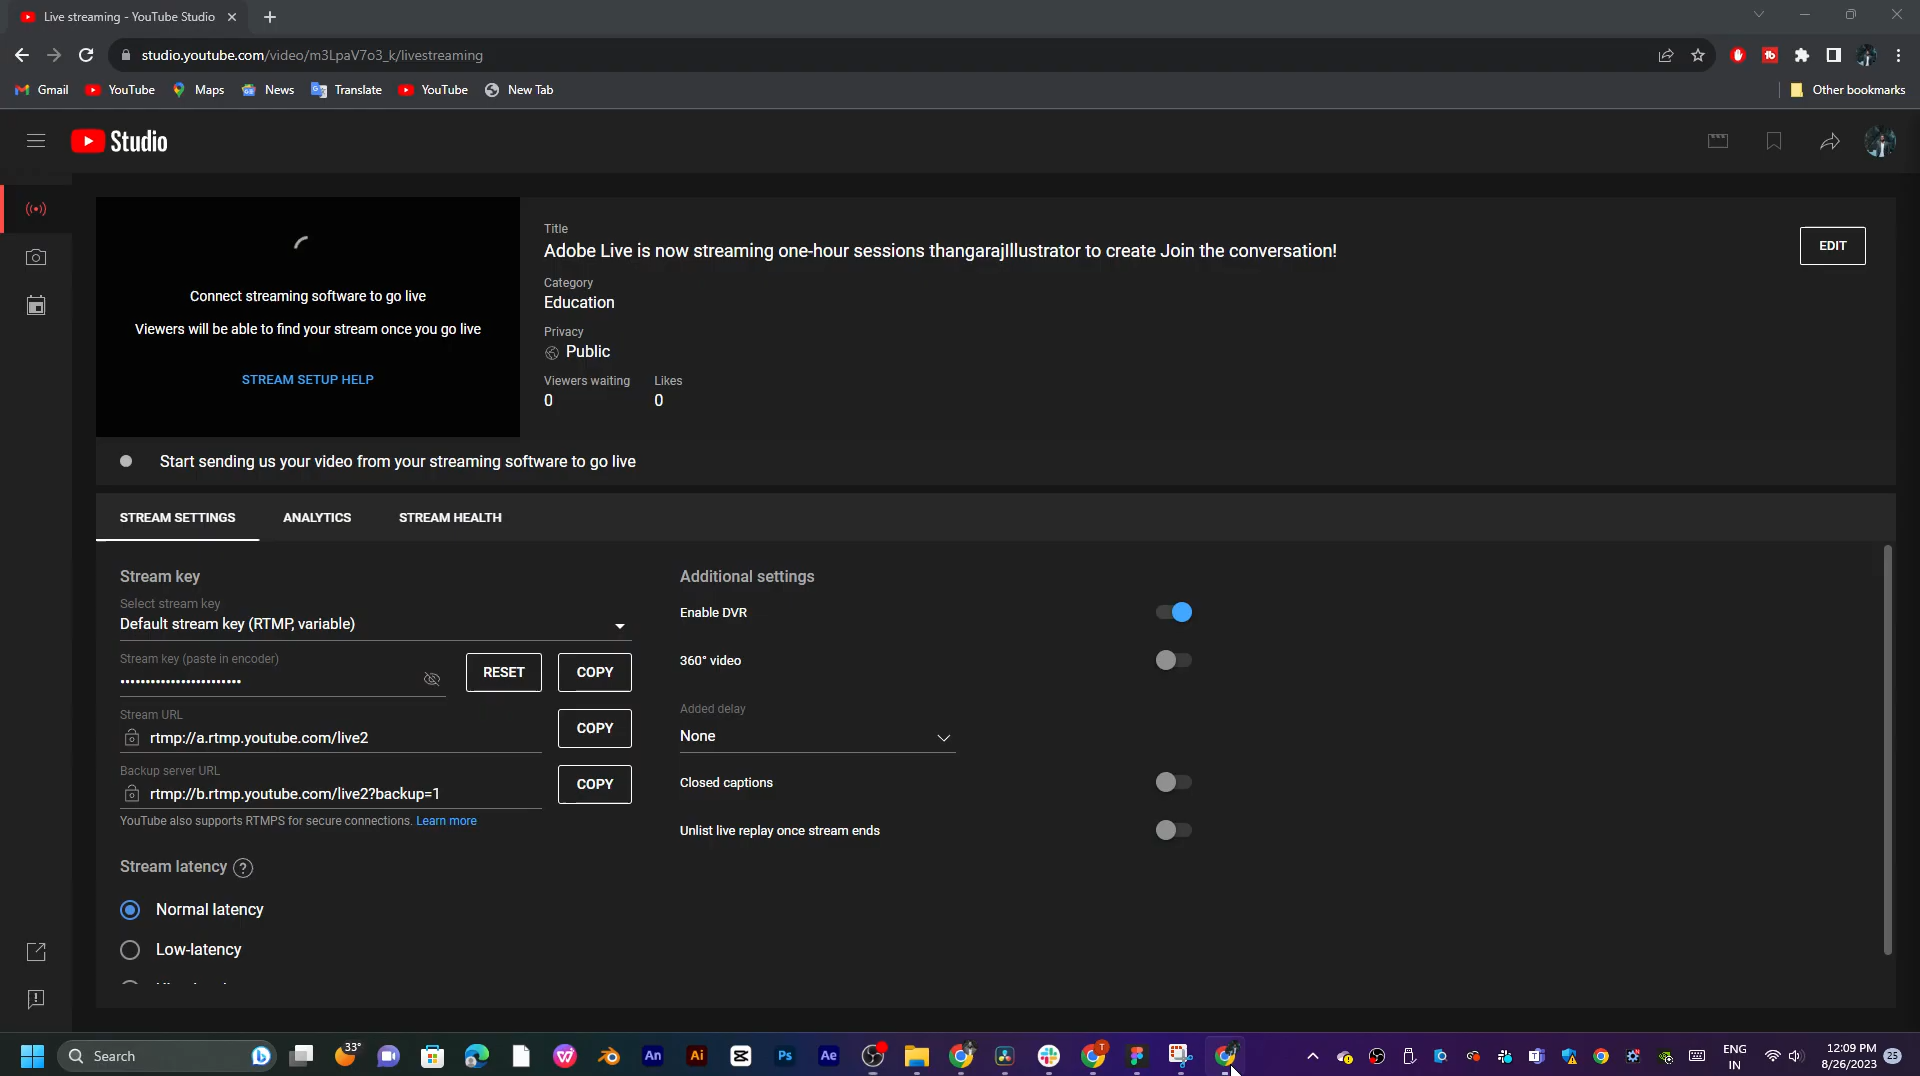 Live streaming - YouTube Studio
studio.youtube.com/video/m3LpaV7o3_k/livestreaming
Gmail
YouTube
Maps
News
Translate
YouTube
New Tab
Other bookmarks
Studio
Connect streaming software to go live
Viewers will be able to find your stream once you go live
STREAM SETUP HELP
Title
Adobe Live is now streaming one-hour sessions thangarajIllustrator to create Join the conversation!
EDIT
Category
Education
Privacy
Public
Viewers waiting
Likes
0
0
Start sending us your video from your streaming software to go live
STREAM SETTINGS
ANALYTICS
STREAM HEALTH
Stream key
Select stream key
Default stream key (RTMP, variable)
Stream key (paste in encoder)
••••••••••••••••••••••••
RESET
COPY
Stream URL
rtmp://a.rtmp.youtube.com/live2
COPY
Backup server URL
rtmp://b.rtmp.youtube.com/live2?backup=1
COPY
YouTube also supports RTMPS for secure connections. Learn more
Stream latency
Normal latency
Low-latency
Additional settings
Enable DVR
360° video
Added delay
None
Closed captions
Unlist live replay once stream ends
Search
33°
An
Ai
Ps
Ae
T
ENG
IN
12:09 PM
8/26/2023
25